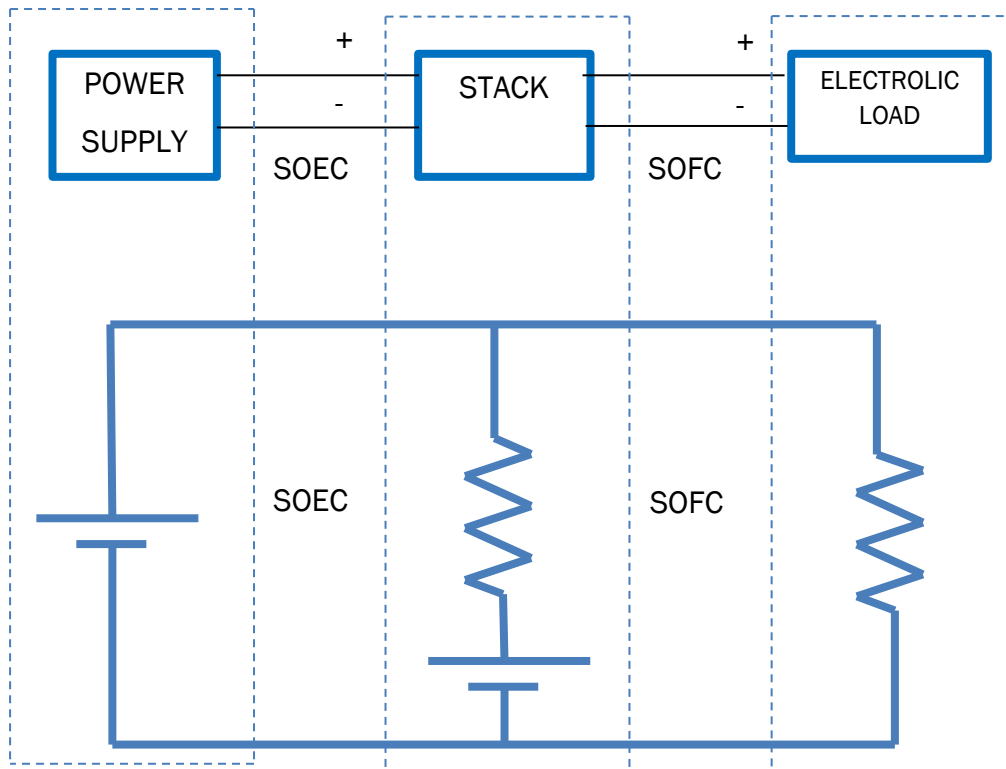 +
+
POWER
SUPPLY
STACK
ELECTROLIC
LOAD
-
-
SOEC
SOFC
SOEC
SOFC